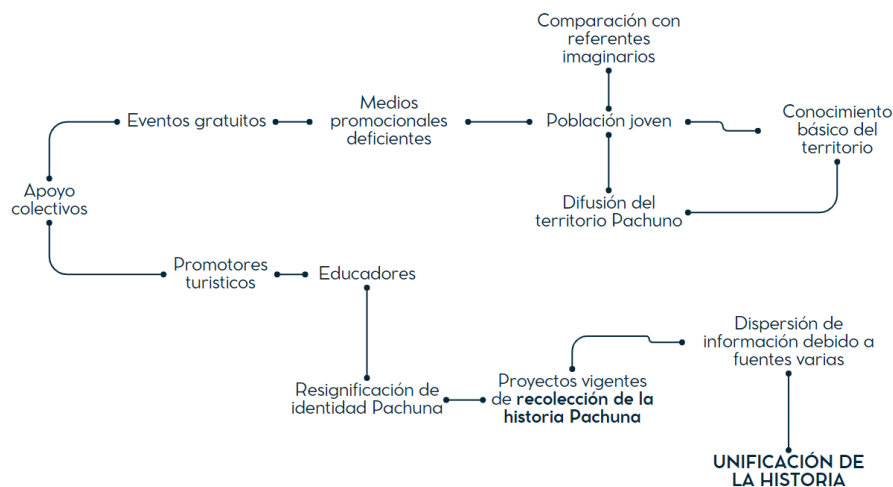 Comparación con
referentes
imaginarios
Eventos gratuitos
Medios
promocionales
deficientes
Población joven
Conocimiento
básico del
territorio
Apoyo
colectivos
Difusión del
territorio Pachuno
Promotores
turisticos
Educadores
Dispersión de
información debido a
fuentes varias
Resignificación de
identidad Pachuna
Proyectos vigentes
de recolección de la
historia Pachuna
UNIFICACIÓN DE
LA HISTORIA